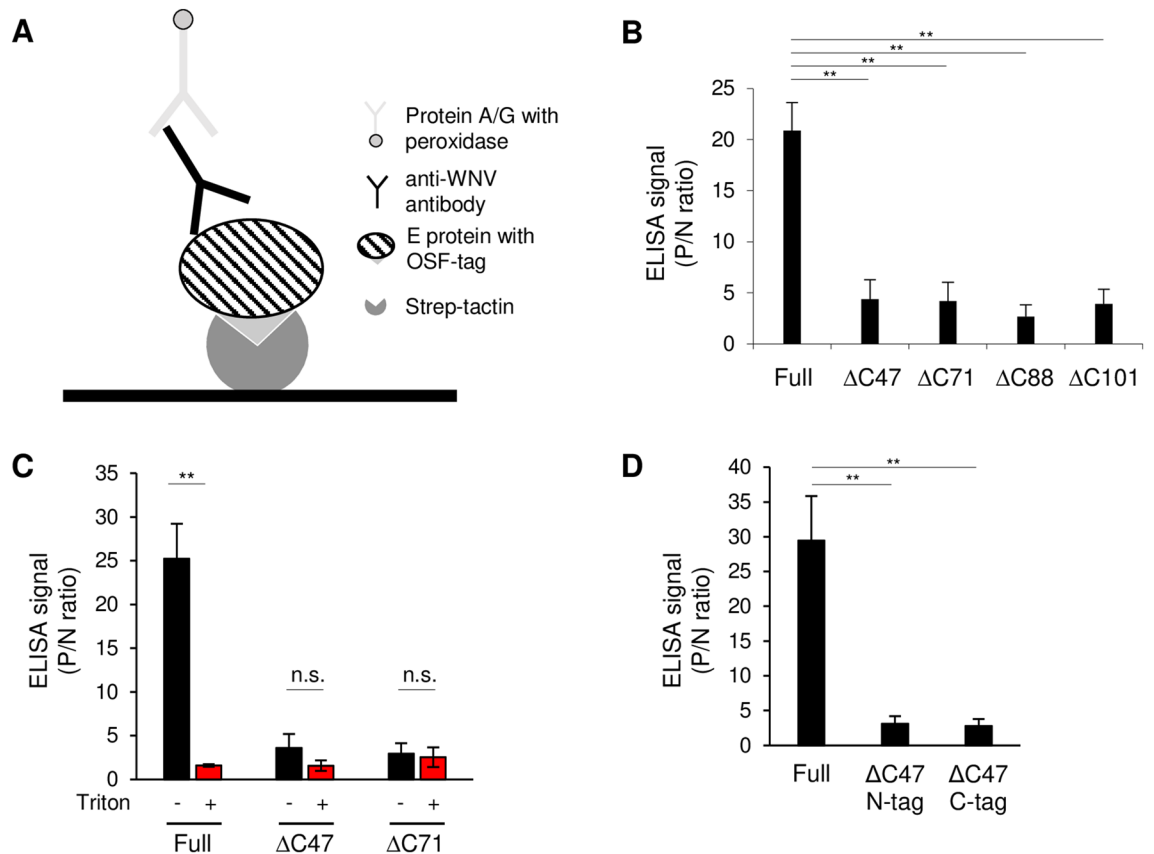 A
Protein A/G with
peroxidase
anti-WNV
antibody
E protein with
OSF-tag
Strep-tactin
B
**
**
**
**
ELISA signal
(P/N ratio)
25
20
15
10
5
0
Full ΔC47 ΔC71 ΔC88 ΔC101
C
ELISA signal
(P/N ratio)
35
30
25
20
15
10
5
0
**
n.s. n.s.
Triton - + - + - +
Full ΔC47 ΔC71
D
ELISA signal
(P/N ratio)
40
35
30
25
20
15
10
5
0
**
**
Full ΔC47 ΔC47
N-tag C-tag